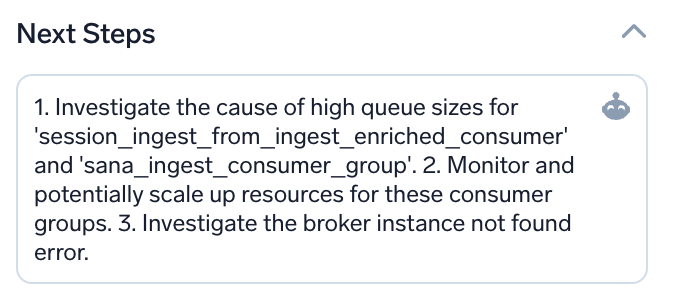 Next Steps
1. Investigate the cause of high queue sizes for
'session_ingest_from_ingest_enriched_consumer'
and 'sana_ingest_consumer_group'. 2. Monitor and
potentially scale up resources for these consumer
groups. 3. Investigate the broker instance not found
error.